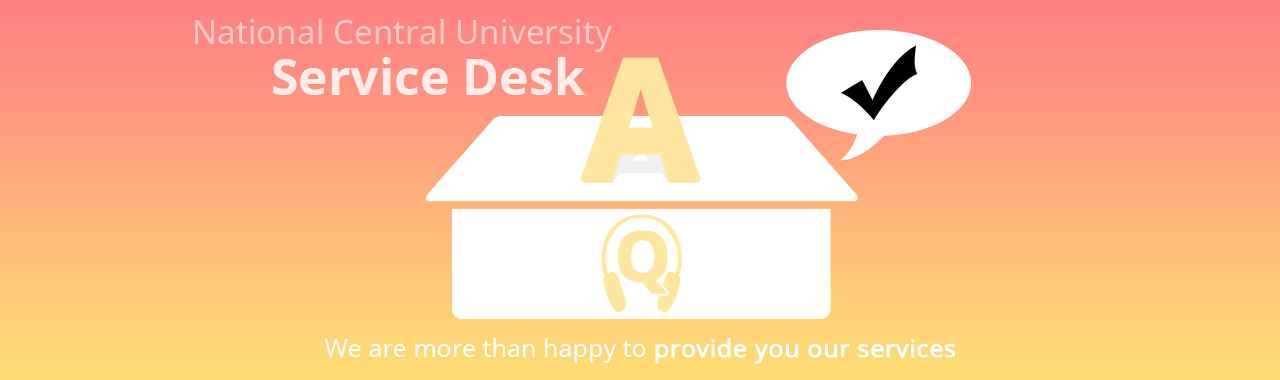 National Central University
Service Desk
A
Q
We are more than happy to provide you our services